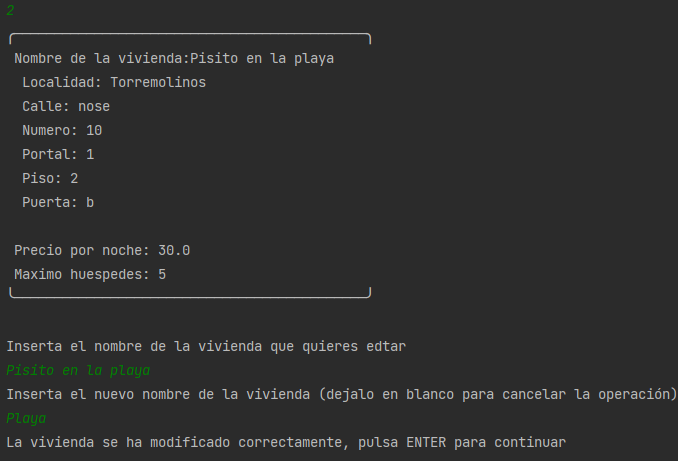 2
Nombre de la vivienda:Pisito en la playa
Localidad: Torremolinos
Calle: nose
Numero: 10
Portal: 1
Piso: 2
Puerta: b
Precio por noche: 30.0
Maximo huespedes: 5
Inserta el nombre de la vivienda que quieres edtar
Pisito en la playa
Inserta el nuevo nombre de la vivienda (dejalo en blanco para cancelar la operación)
Playa
La vivienda se ha modificado correctamente, pulsa ENTER para continuar